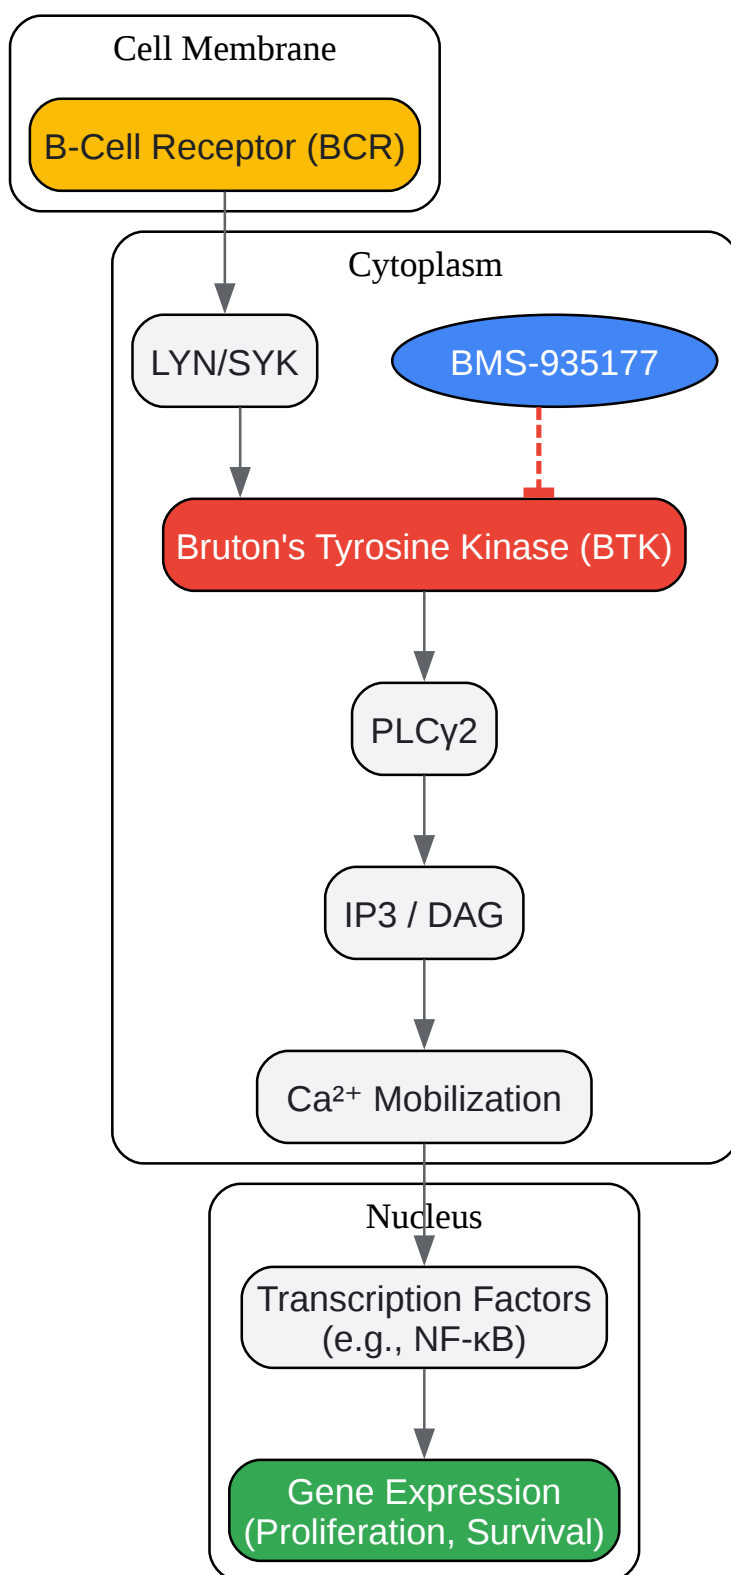 Cell Membrane
B-Cell Receptor (BCR)
Cytoplasm
LYN/SYK
BMS-935177
Bruton's Tyrosine Kinase (BTK)
PLCγ2
IP3 / DAG
Ca²⁺ Mobilization
Nucleus
Transcription Factors
(e.g., NF-κB)
Gene Expression
(Proliferation, Survival)